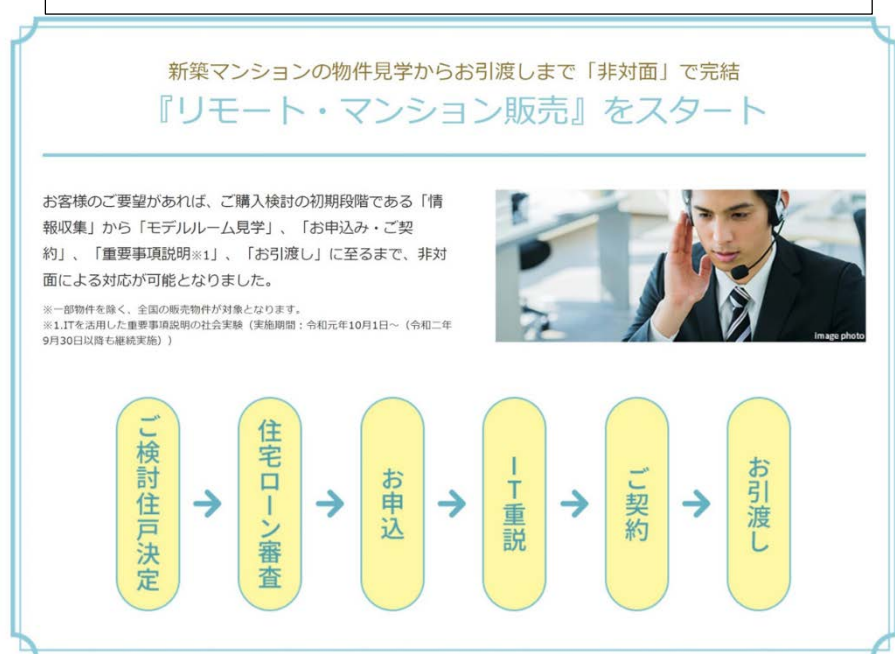 新築マンションの物件見学からお引渡しまで「非対面」で完結
『リモート・マンション販売』をスタート
お客様のご要望があれば、ご購入検討の初期段階である「情
報収集」から「モデルルーム見学」、「お申込み・ご契
約」、「重要事項説明※1」、「お引渡し」に至るまで、非対
面による対応が可能となりました。
※一部物件を除く、全国の販売物件が対象となります。
※1.ITを活用した重要事項説明の社会実験（実施期間：令和元年10月1日～（令和二年
9月30日以降も継続実施））
image photo
ご検討住戸決定
→
住宅ローン審査
→
お申込
→
IT重説
→
ご契約
→
お引渡し